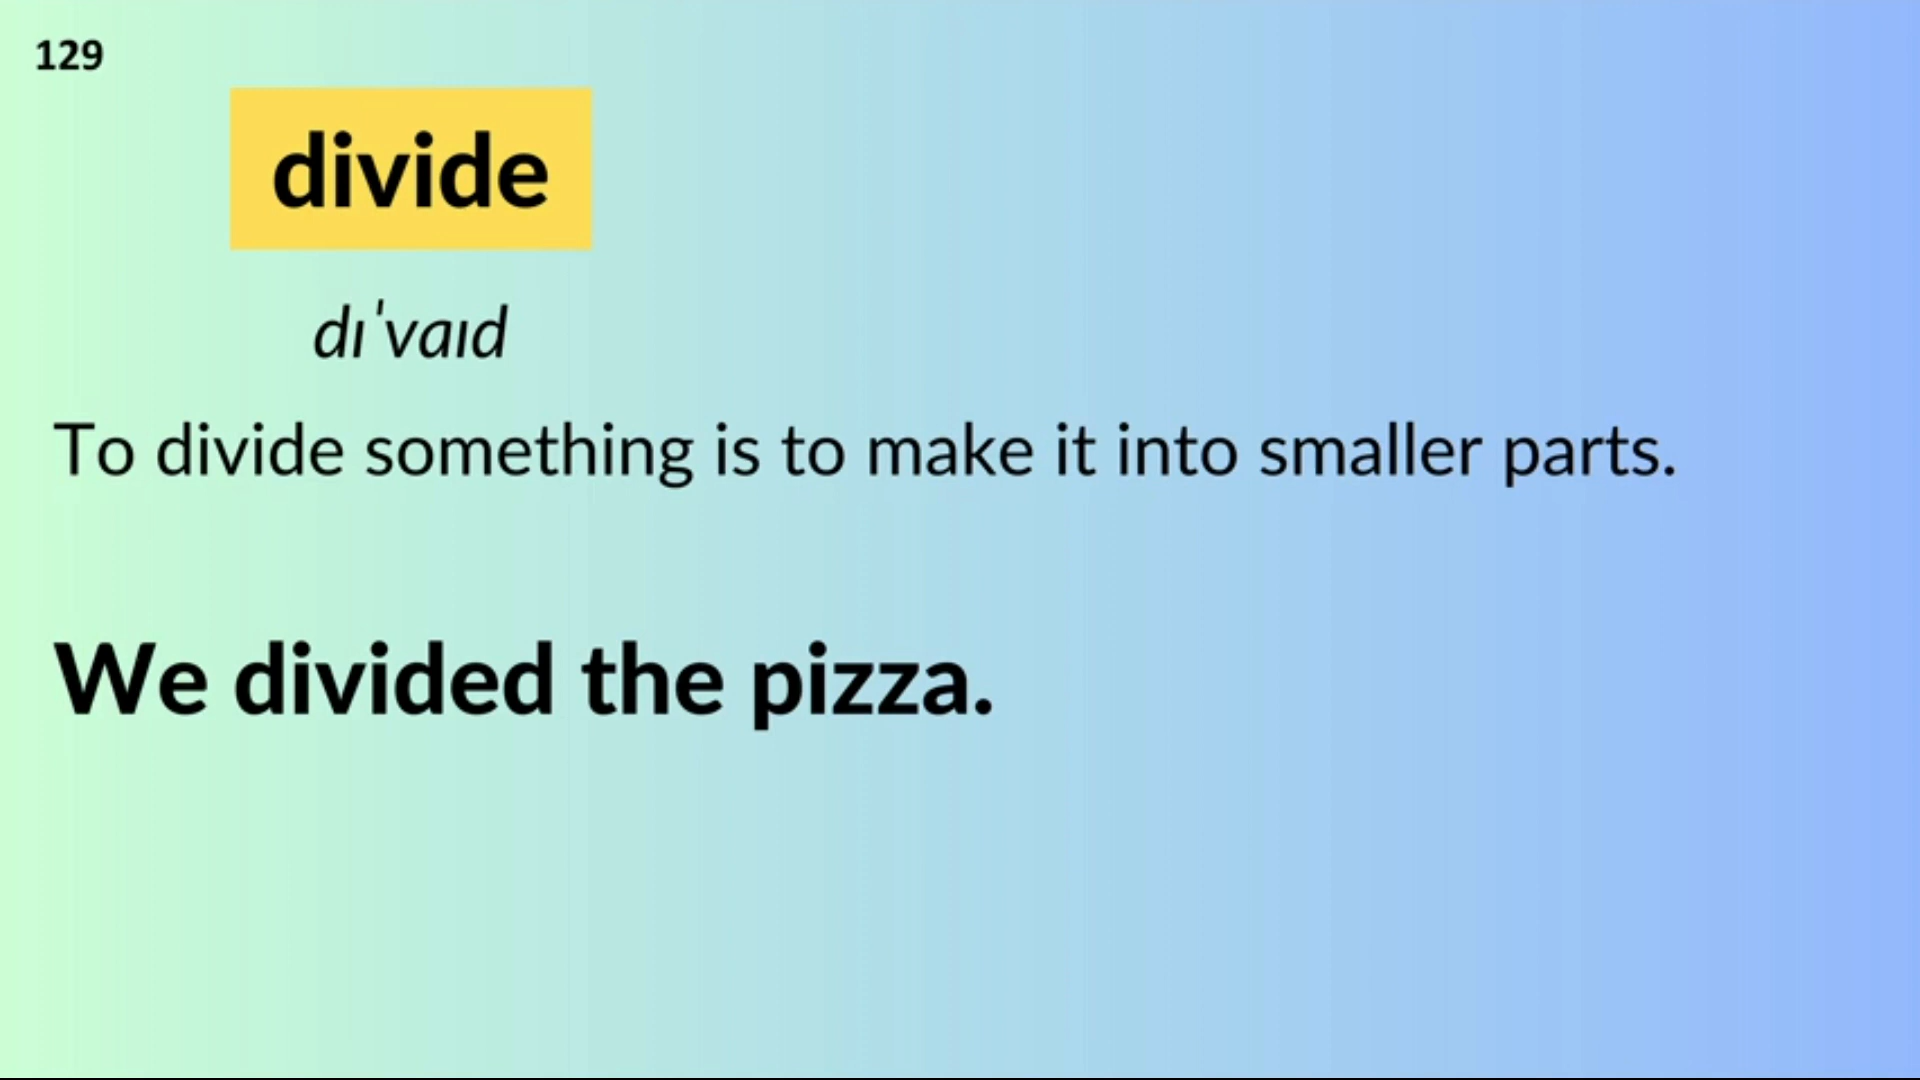 129
divide
dɪˈvaɪd
To divide something is to make it into smaller parts.
We divided the pizza.